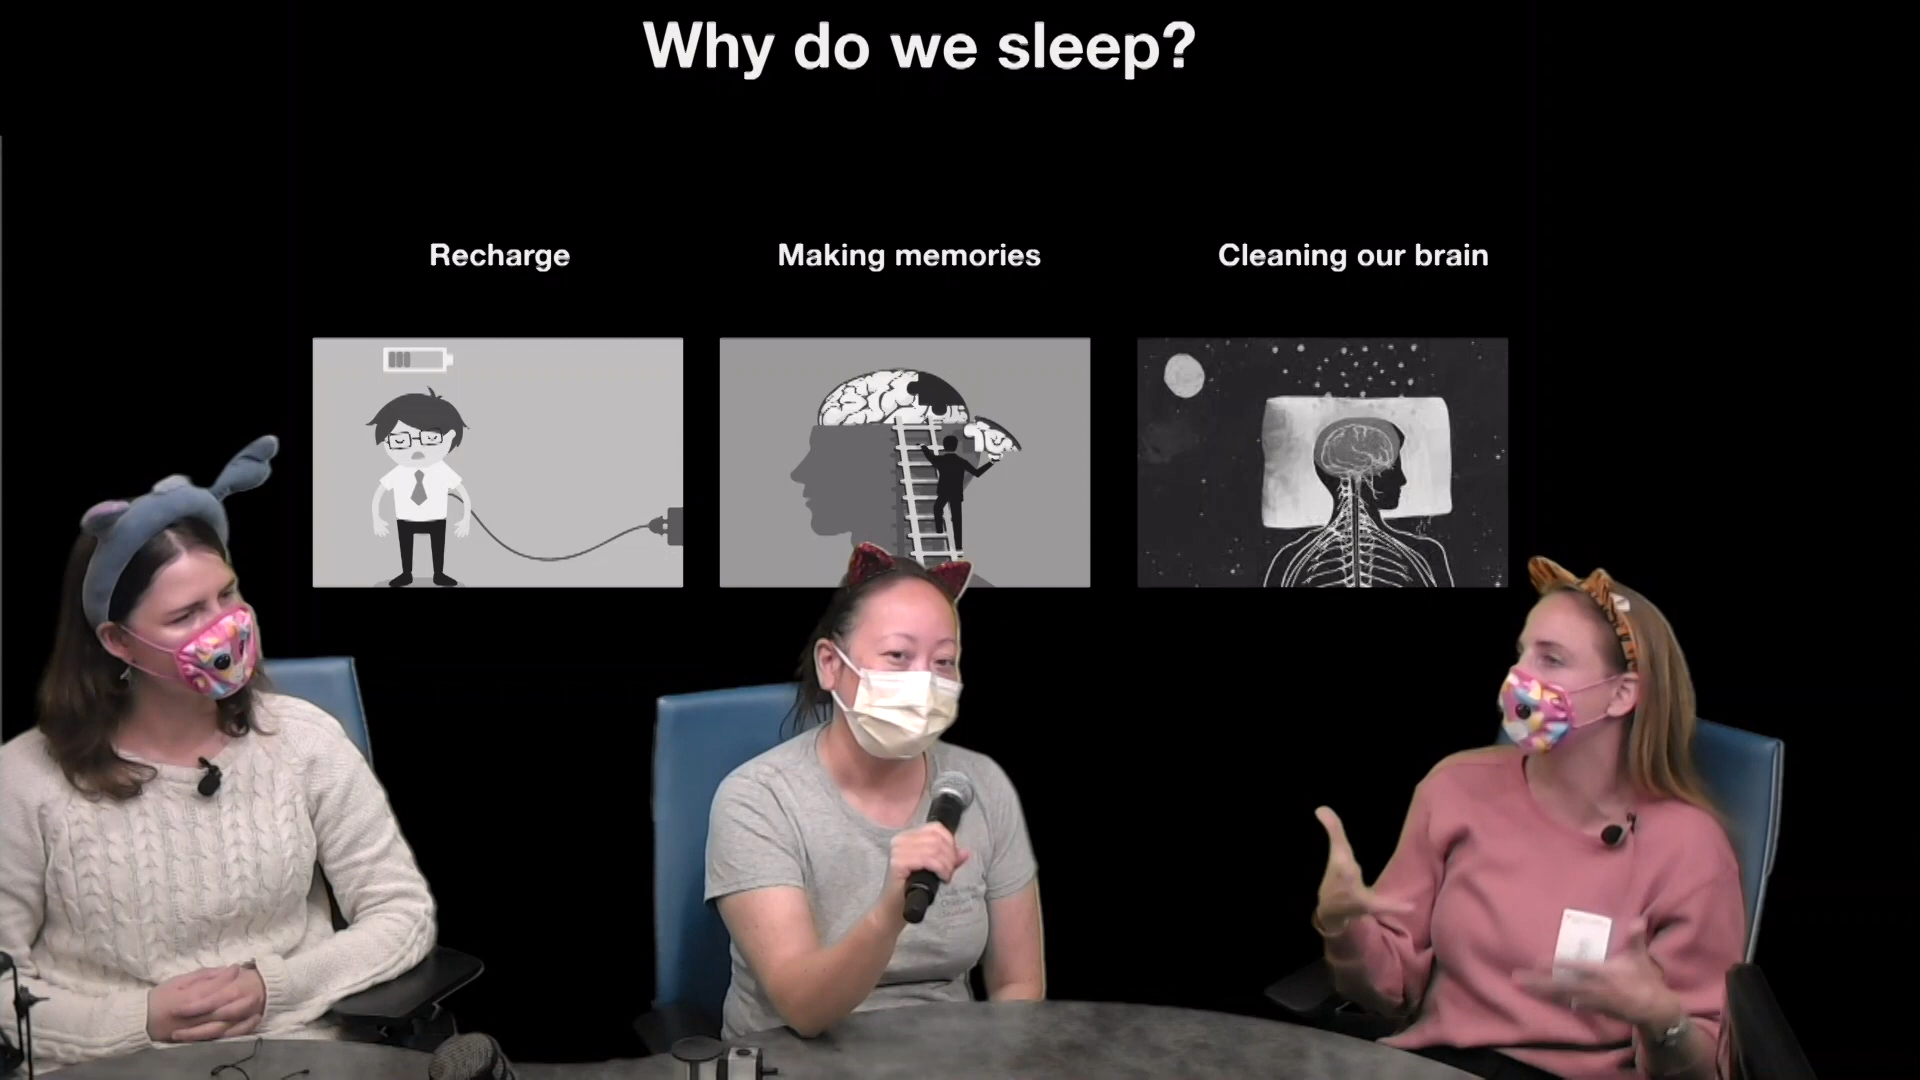 Why do we sleep?
Recharge
Making memories
Cleaning our brain